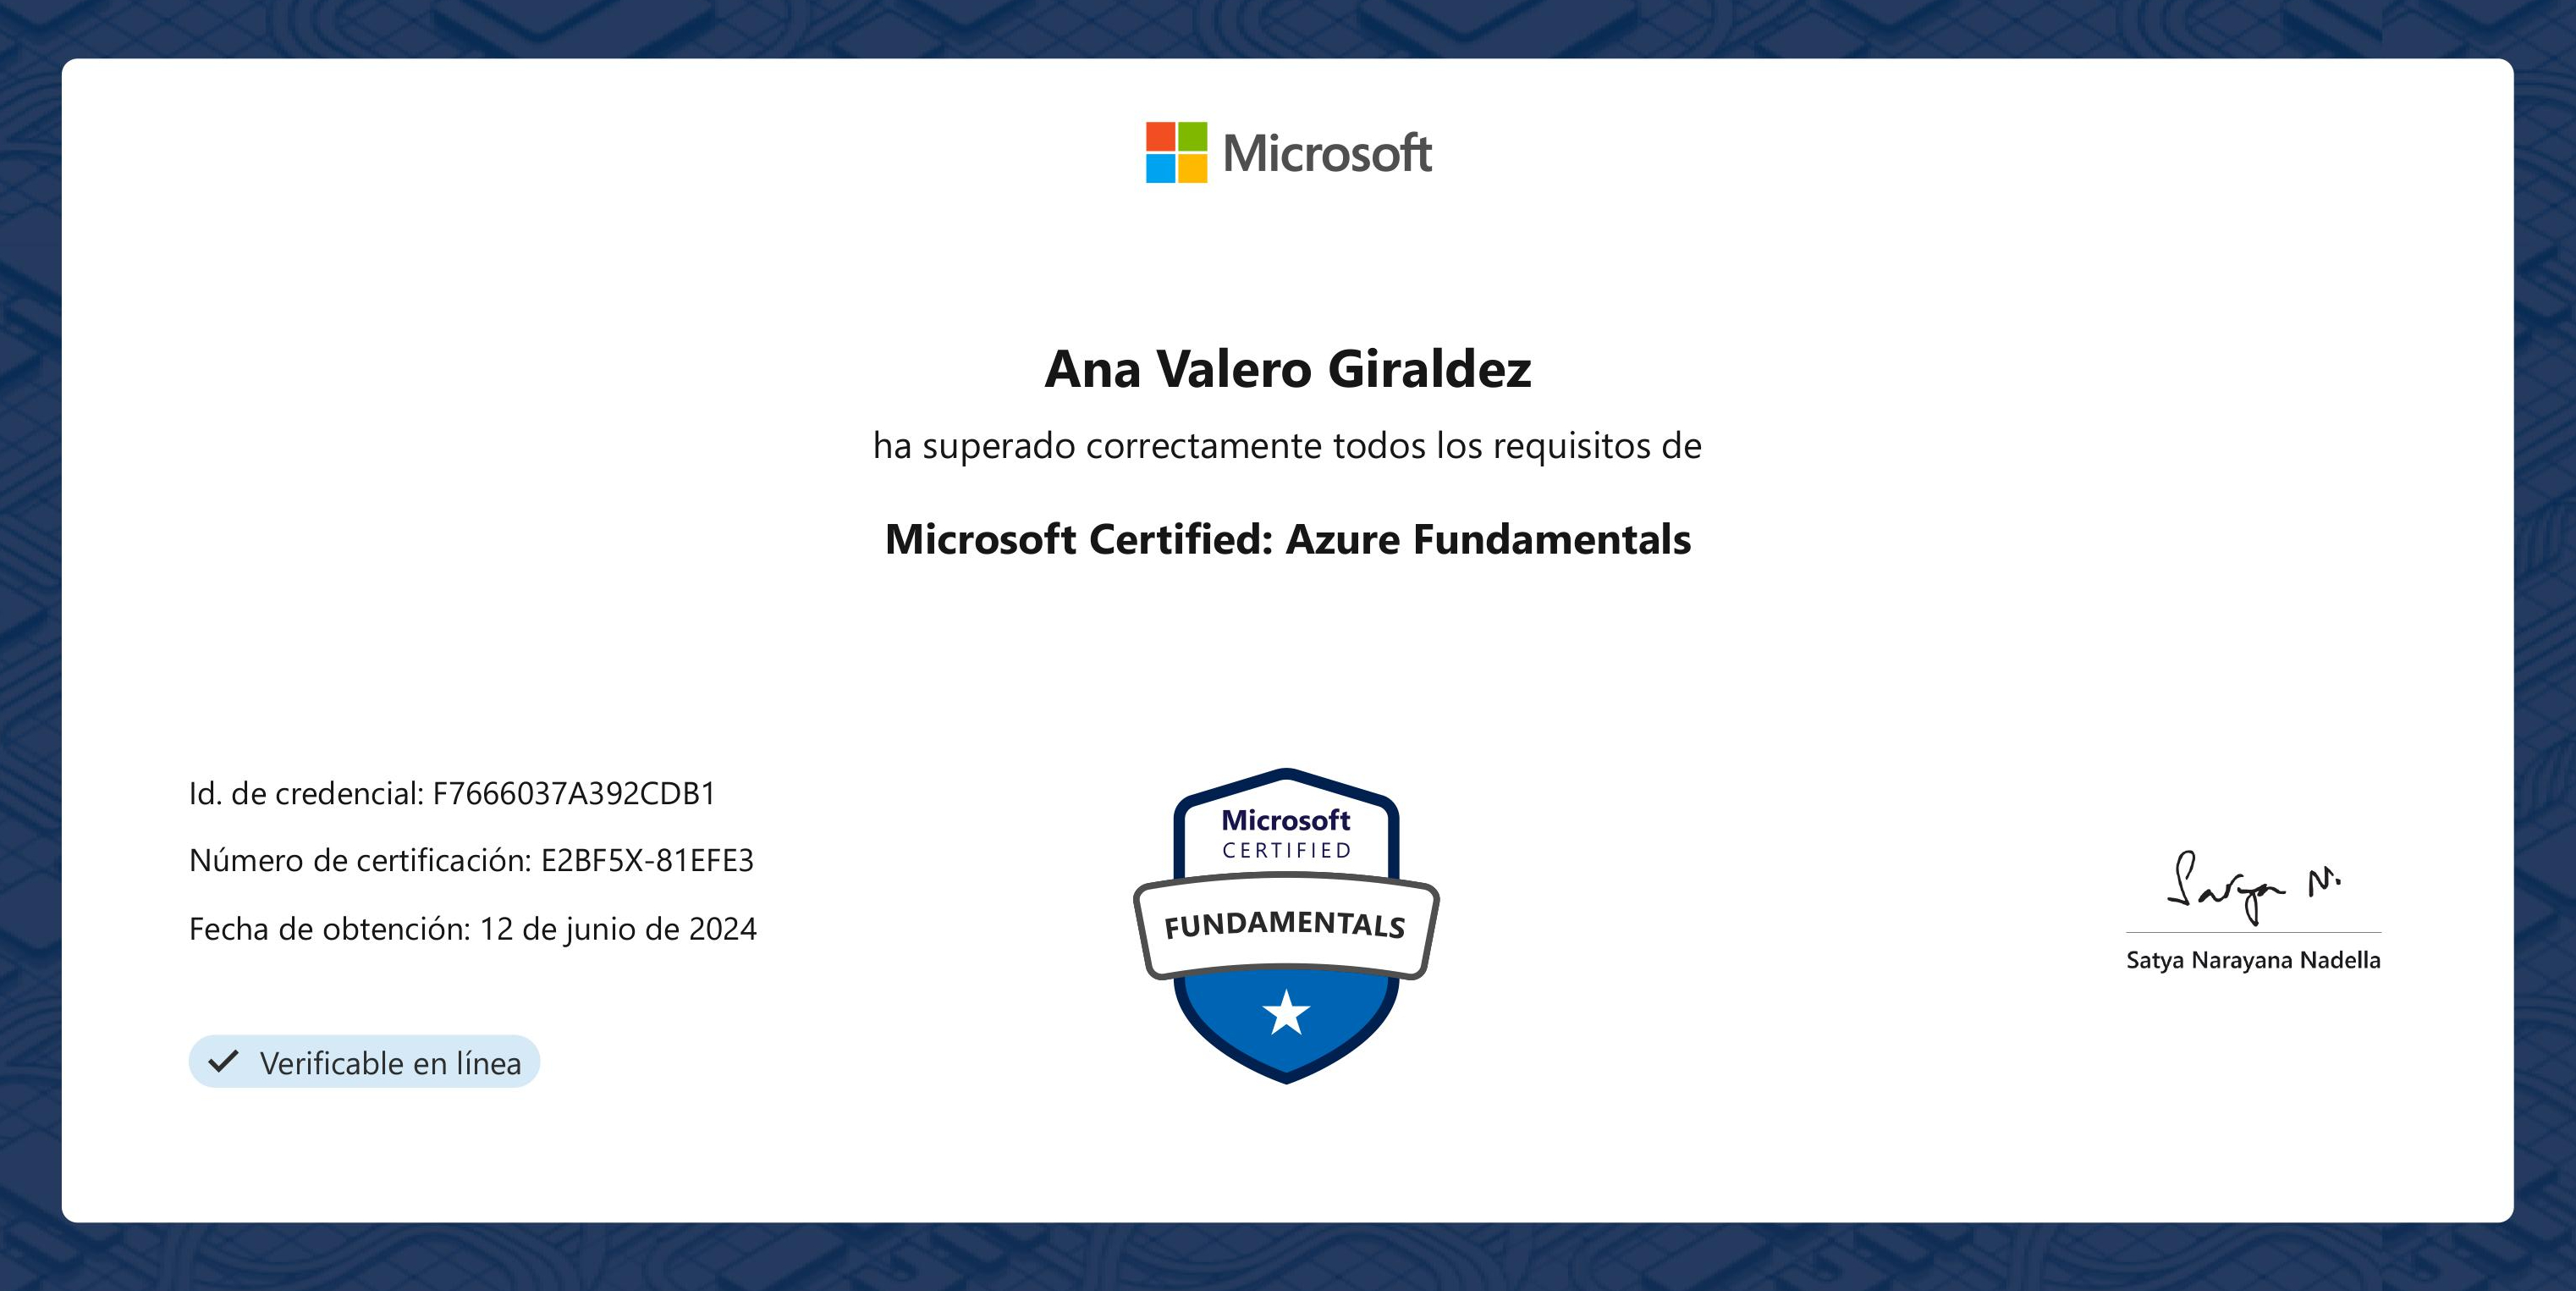 Microsoft
Ana Valero Giraldez
ha superado correctamente todos los requisitos de
Microsoft Certified: Azure Fundamentals
Id. de credencial: F7666037A392CDB1
Número de certificación: E2BF5X-81EFE3
Fecha de obtención: 12 de junio de 2024
Verificable en línea
Microsoft
CERTIFIED
FUNDAMENTALS
Satya N.
Satya Narayana Nadella